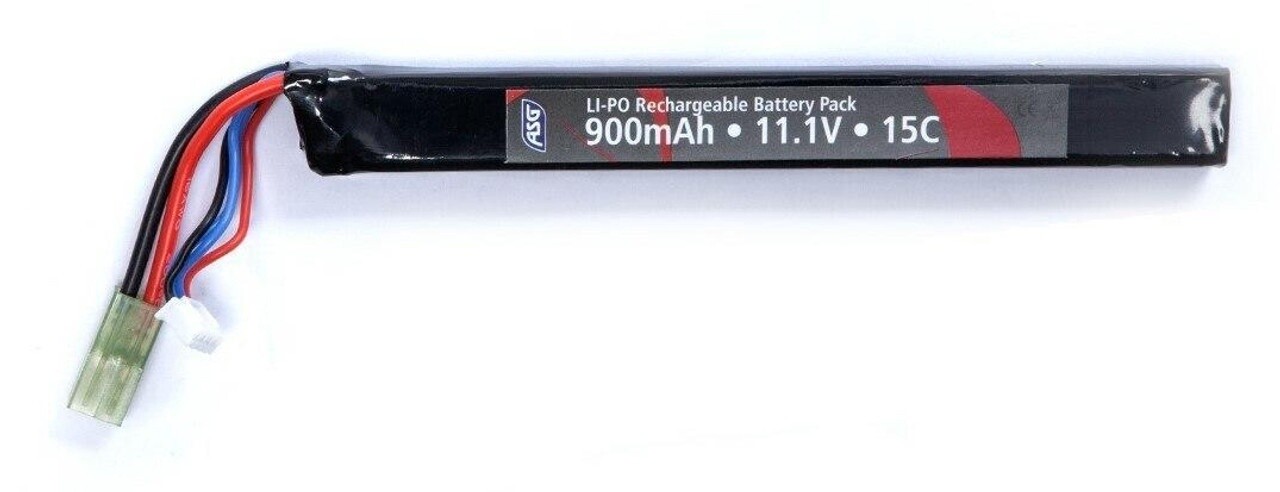 ASG
LI-PO Rechargeable Battery Pack
900mAh • 11.1V • 15C